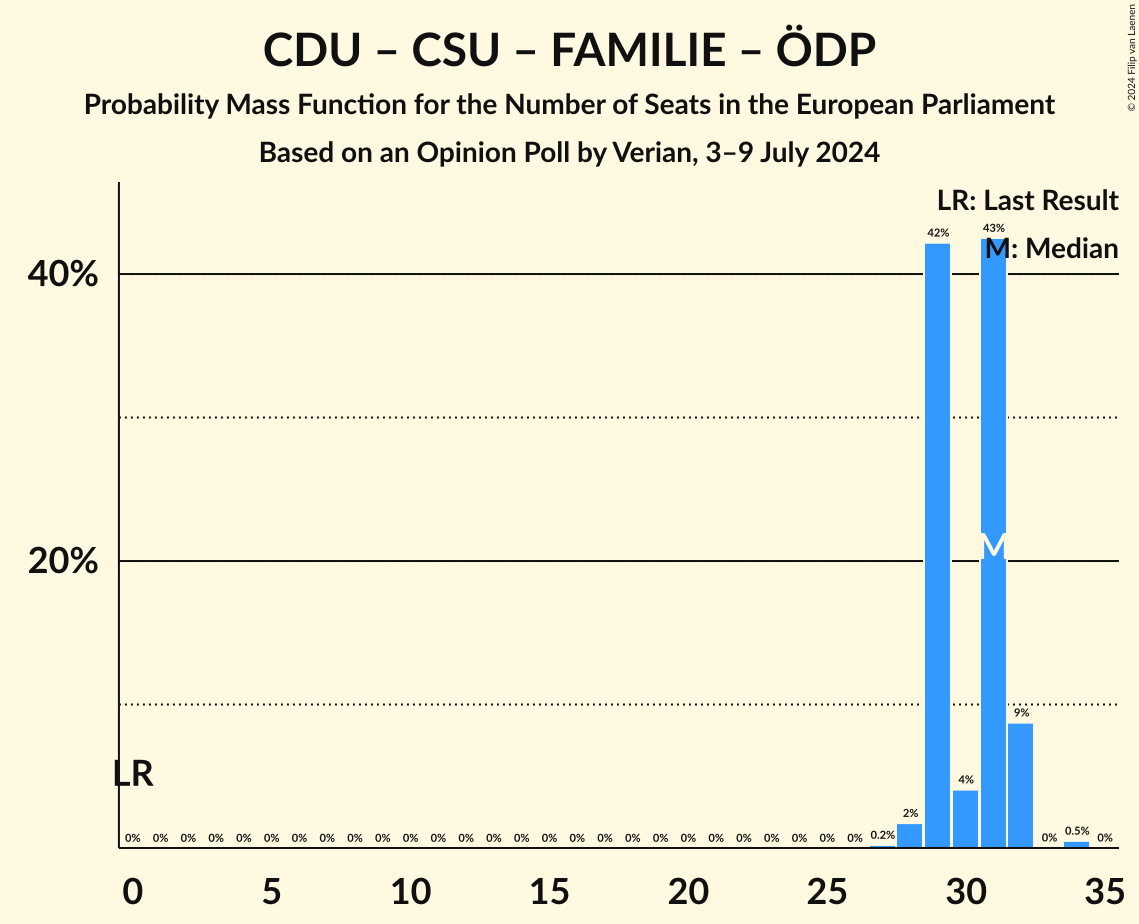 CDU – CSU – FAMILIE – ÖDP
Probability Mass Function for the Number of Seats in the European Parliament
Based on an Opinion Poll by Verian, 3–9 July 2024
© 2024 Filip van Laenen
LR: Last Result
M: Median
42% 43%
40%
M
20%
9%
LR
4%
2%
0% 0% 0% 0% 0% 0% 0% 0% 0% 0% 0% 0% 0% 0% 0% 0% 0% 0% 0% 0% 0% 0% 0% 0% 0% 0% 0% 0.2% 0% 0.5% 0%
0 5 10 15 20 25 30 35